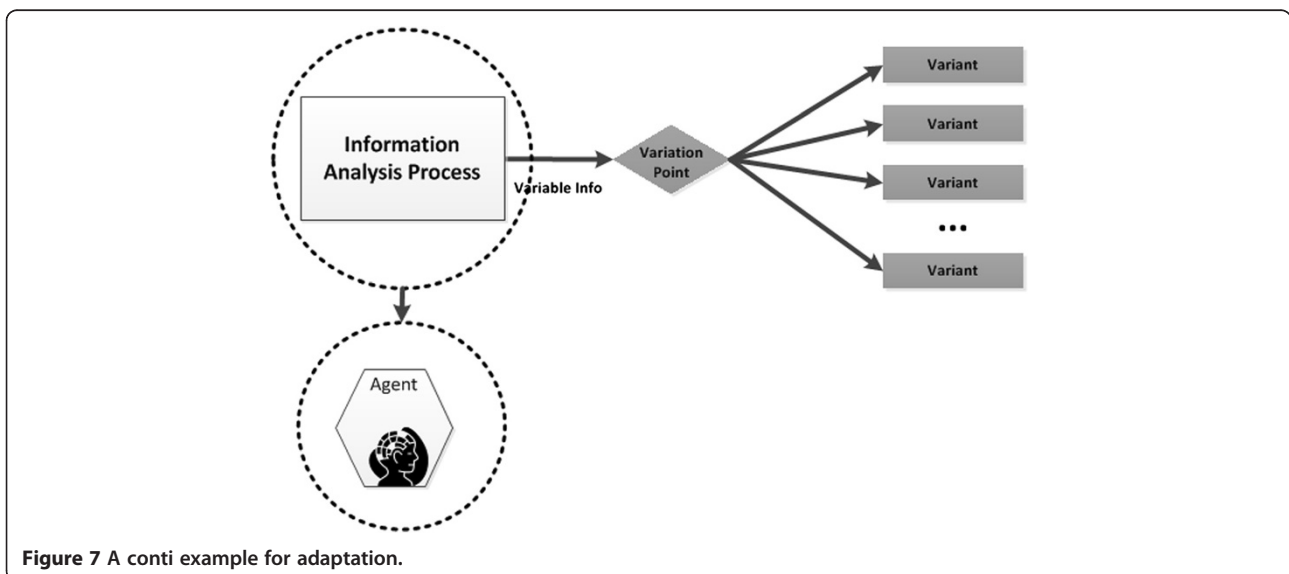 Information
Analysis Process
Variable Info
Variation
Point
Variant
Variant
Variant
...
Variant
Agent
Figure 7 A conti example for adaptation.